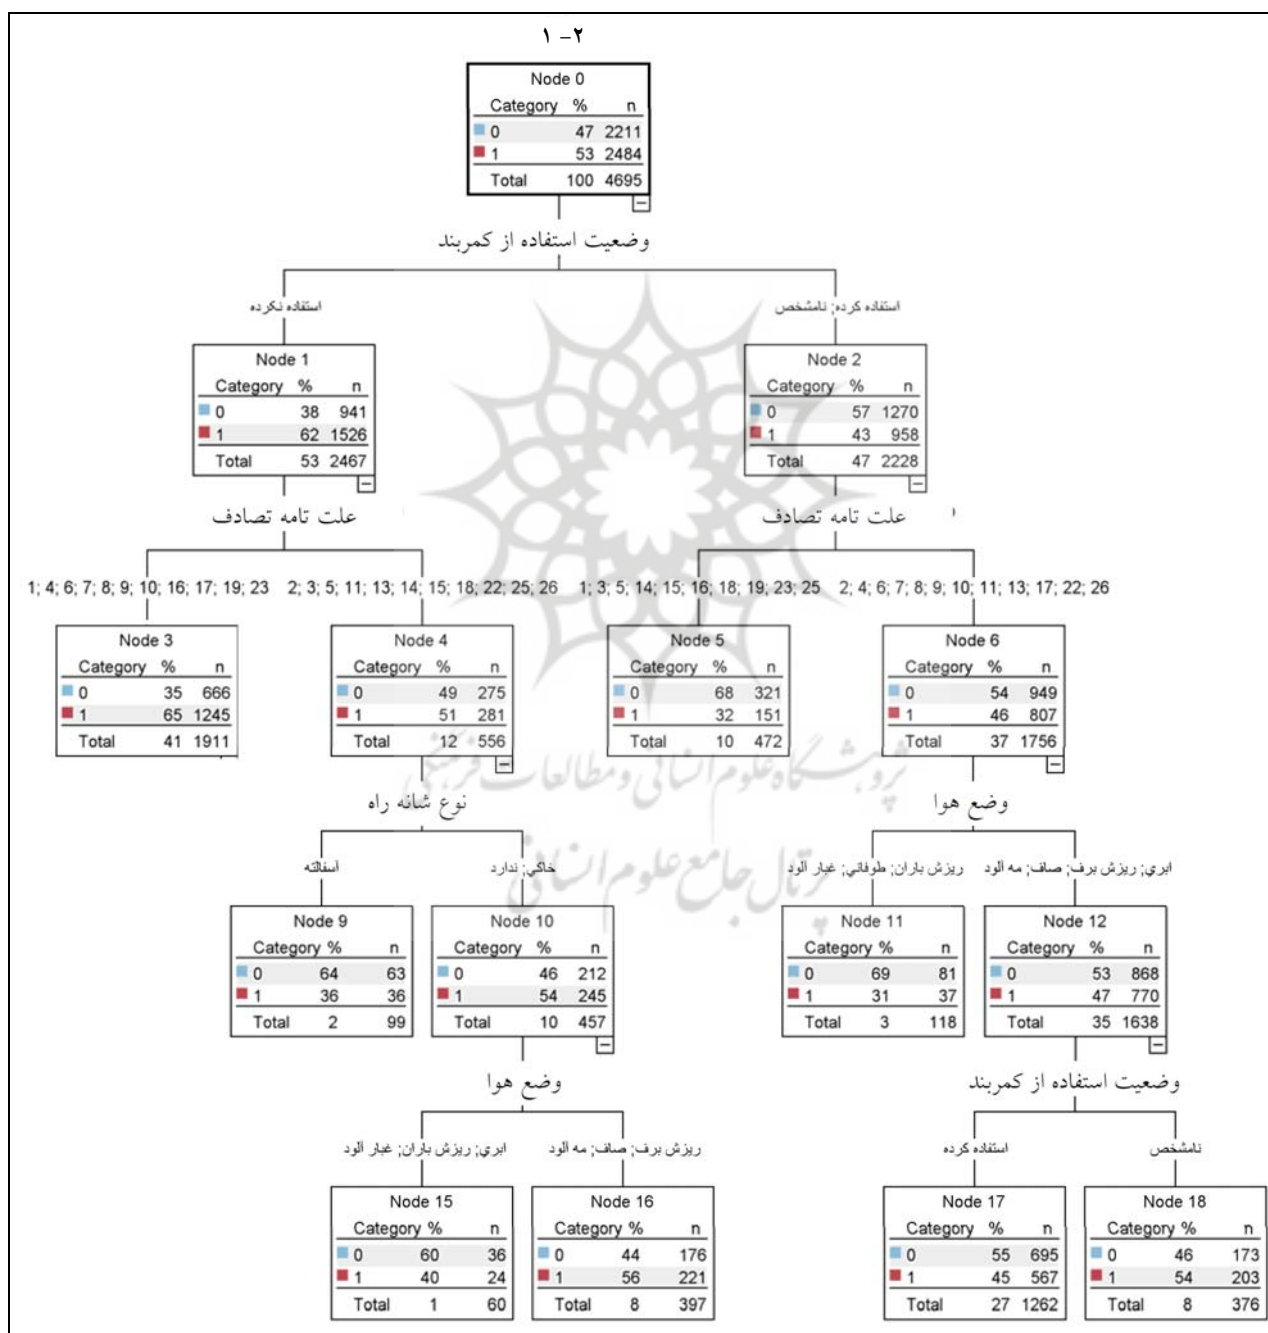 ۲- ۱
Node 0
Category % n
0 47 2211
1 53 2484
Total 100 4695
وضعیت استفاده از کمربند
استفاده نکرده
استفاده کرده; نامشخص
Node 1
Category % n
0 38 941
1 62 1526
Total 53 2467
Node 2
Category % n
0 57 1270
1 43 958
Total 47 2228
علت تامه تصادف
علت تامه تصادف
1; 4; 6; 7; 8; 9; 10; 16; 17; 19; 23
2; 3; 5; 11; 13; 14; 15; 18; 22; 25; 26
1; 3; 5; 14; 15; 16; 18; 19; 23; 25
2; 4; 6; 7; 8; 9; 10; 11; 13; 17; 22; 26
Node 3
Category % n
0 35 666
1 65 1245
Total 41 1911
Node 4
Category % n
0 49 275
1 51 281
Total 12 556
Node 5
Category % n
0 68 321
1 32 151
Total 10 472
Node 6
Category % n
0 54 949
1 46 807
Total 37 1756
پژوهشگاه علوم انسانی و مطالعات فرهنگی
پرتال جامع علوم انسانی
نوع شانه راه
وضع هوا
آسفالته
خاکي; ندارد
ریزش باران; طوفاني; غبار آلود
ابري; ریزش برف; صاف; مه آلود
Node 9
Category % n
0 64 63
1 36 36
Total 2 99
Node 10
Category % n
0 46 212
1 54 245
Total 10 457
Node 11
Category % n
0 69 81
1 31 37
Total 3 118
Node 12
Category % n
0 53 868
1 47 770
Total 35 1638
وضع هوا
وضعیت استفاده از کمربند
ابري; ریزش باران; غبار آلود
ریزش برف; صاف; مه آلود
استفاده کرده
نامشخص
Node 15
Category % n
0 60 36
1 40 24
Total 1 60
Node 16
Category % n
0 44 176
1 56 221
Total 8 397
Node 17
Category % n
0 55 695
1 45 567
Total 27 1262
Node 18
Category % n
0 46 173
1 54 203
Total 8 376